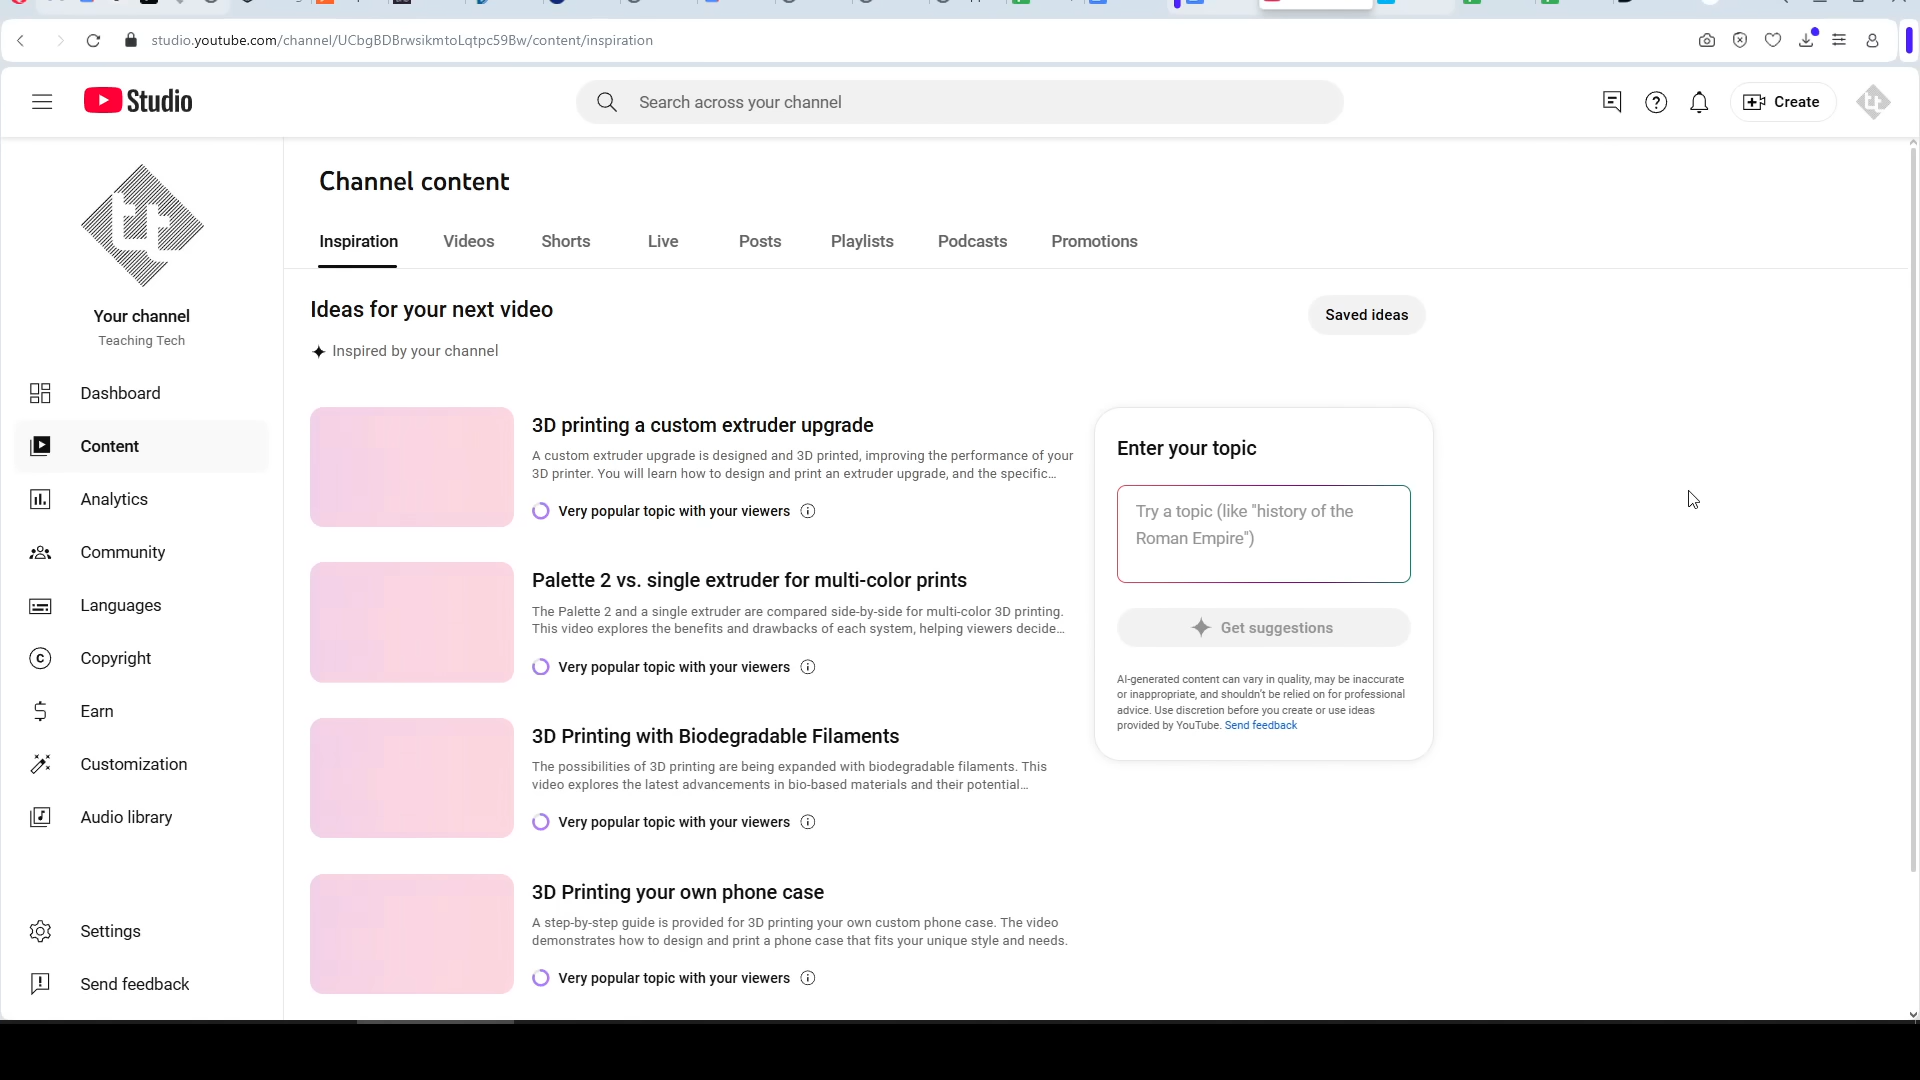 studio.youtube.com/channel/UCbgBDBrwsikmtoLqtpc59Bw/content/inspiration
Studio
Search across your channel
Create
tt
tt
Your channel
Teaching Tech
Dashboard
Content
Analytics
Community
Languages
Copyright
Earn
Customization
Audio library
Settings
Send feedback
Channel content
Inspiration Videos Shorts Live Posts Playlists Podcasts Promotions
Ideas for your next video
Saved ideas
Inspired by your channel
3D printing a custom extruder upgrade
A custom extruder upgrade is designed and 3D printed, improving the performance of your
3D printer. You will learn how to design and print an extruder upgrade, and the specific…
Very popular topic with your viewers
Palette 2 vs. single extruder for multi-color prints
The Palette 2 and a single extruder are compared side-by-side for multi-color 3D printing.
This video explores the benefits and drawbacks of each system, helping viewers decide…
Very popular topic with your viewers
3D Printing with Biodegradable Filaments
The possibilities of 3D printing are being expanded with biodegradable filaments. This
video explores the latest advancements in bio-based materials and their potential…
Very popular topic with your viewers
3D Printing your own phone case
A step-by-step guide is provided for 3D printing your own custom phone case. The video
demonstrates how to design and print a phone case that fits your unique style and needs.
Very popular topic with your viewers
Enter your topic
Try a topic (like "history of the
Roman Empire")
Get suggestions
AI-generated content can vary in quality, may be inaccurate
or inappropriate, and shouldn't be relied on for professional
advice. Use discretion before you create or use ideas
provided by YouTube. Send feedback